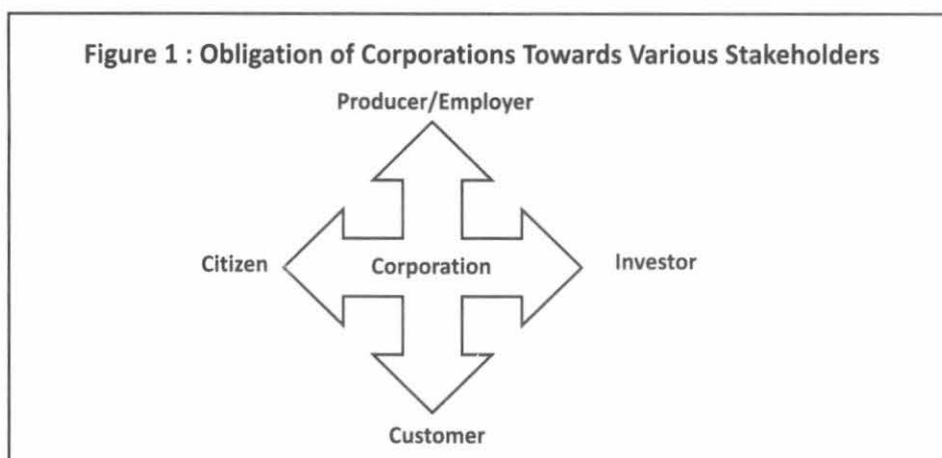 Figure 1 : Obligation of Corporations Towards Various Stakeholders
Producer/Employer
Citizen Corporation Investor
Customer